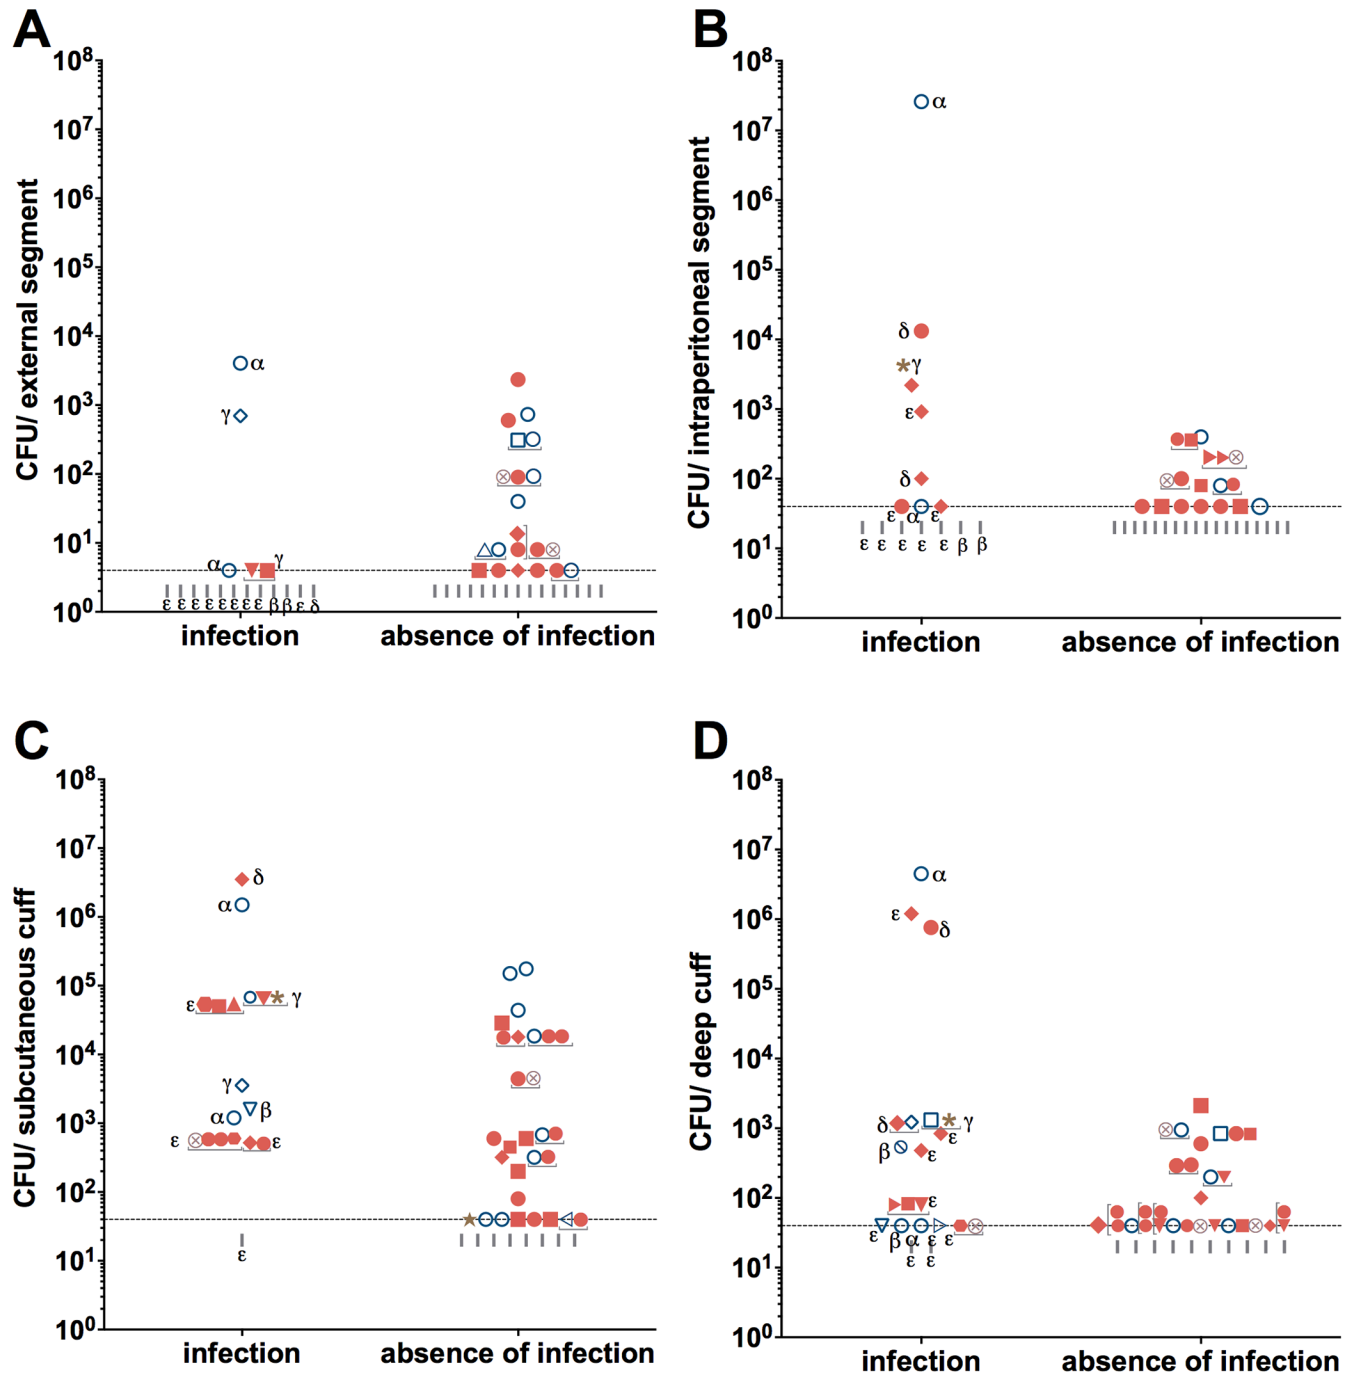 A
CFU/ external segment
10⁸
10⁷
10⁶
10⁵
10⁴
10³
10²
10¹
10⁰
α
γ
α
γ
ε ε ε ε ε ε ε ε β β ε δ
infection
absence of infection
B
CFU/ intraperitoneal segment
10⁸
10⁷
10⁶
10⁵
10⁴
10³
10²
10¹
10⁰
α
δ
γ
ε
δ
ε α ε
ε ε ε ε ε β β
infection
absence of infection
C
CFU/ subcutaneous cuff
10⁸
10⁷
10⁶
10⁵
10⁴
10³
10²
10¹
10⁰
δ
α
ε
γ
γ
β
α
ε
ε
ε
infection
absence of infection
D
CFU/ deep cuff
10⁸
10⁷
10⁶
10⁵
10⁴
10³
10²
10¹
10⁰
α
ε
δ
δ
γ
ε
β
ε
ε
ε β α ε ε
ε ε
infection
absence of infection